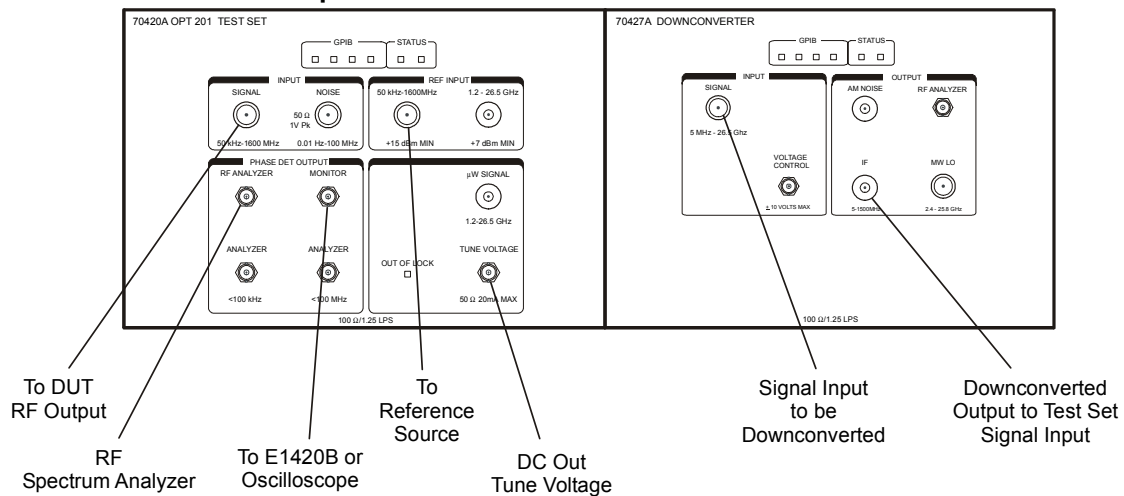 70420A OPT 201 TEST SET
GPIB
STATUS
INPUT
SIGNAL
NOISE
50 Ω
1V Pk
50 kHz-1600 MHz
0.01 Hz-100 MHz
REF INPUT
50 kHz-1600MHz
1.2 - 26.5 GHz
+15 dBm MIN
+7 dBm MIN
PHASE DET OUTPUT
RF ANALYZER
MONITOR
ANALYZER
ANALYZER
<100 kHz
<100 MHz
µW SIGNAL
1.2-26.5 GHz
OUT OF LOCK
TUNE VOLTAGE
50 Ω 20mA MAX
100 Ω/1.25 LPS
70427A DOWNCONVERTER
GPIB
STATUS
INPUT
SIGNAL
5 MHz - 26.5 Ghz
VOLTAGE
CONTROL
± 10 VOLTS MAX
OUTPUT
AM NOISE
RF ANALYZER
IF
MW LO
5-1500MHz
2.4 - 25.8 GHz
100 Ω/1.25 LPS
To DUT
RF Output
RF
Spectrum Analyzer
To E1420B or
Oscilloscope
To
Reference
Source
DC Out
Tune Voltage
Signal Input
to be
Downconverted
Downconverted
Output to Test Set
Signal Input